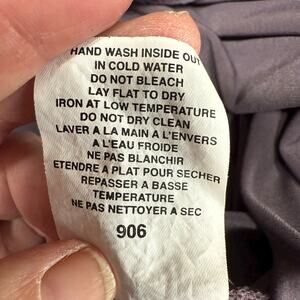 HAND WASH INSIDE OUT
IN COLD WATER
DO NOT BLEACH
LAY FLAT TO DRY
IRON AT LOW TEMPERATURE
DO NOT DRY CLEAN
LAVER A LA MAIN A L'ENVERS
A L'EAU FROIDE
NE PAS BLANCHIR
ETENDRE A PLAT POUR SECHER
REPASSER A BASSE
TEMPERATURE
NE PAS NETTOYER A SEC
906